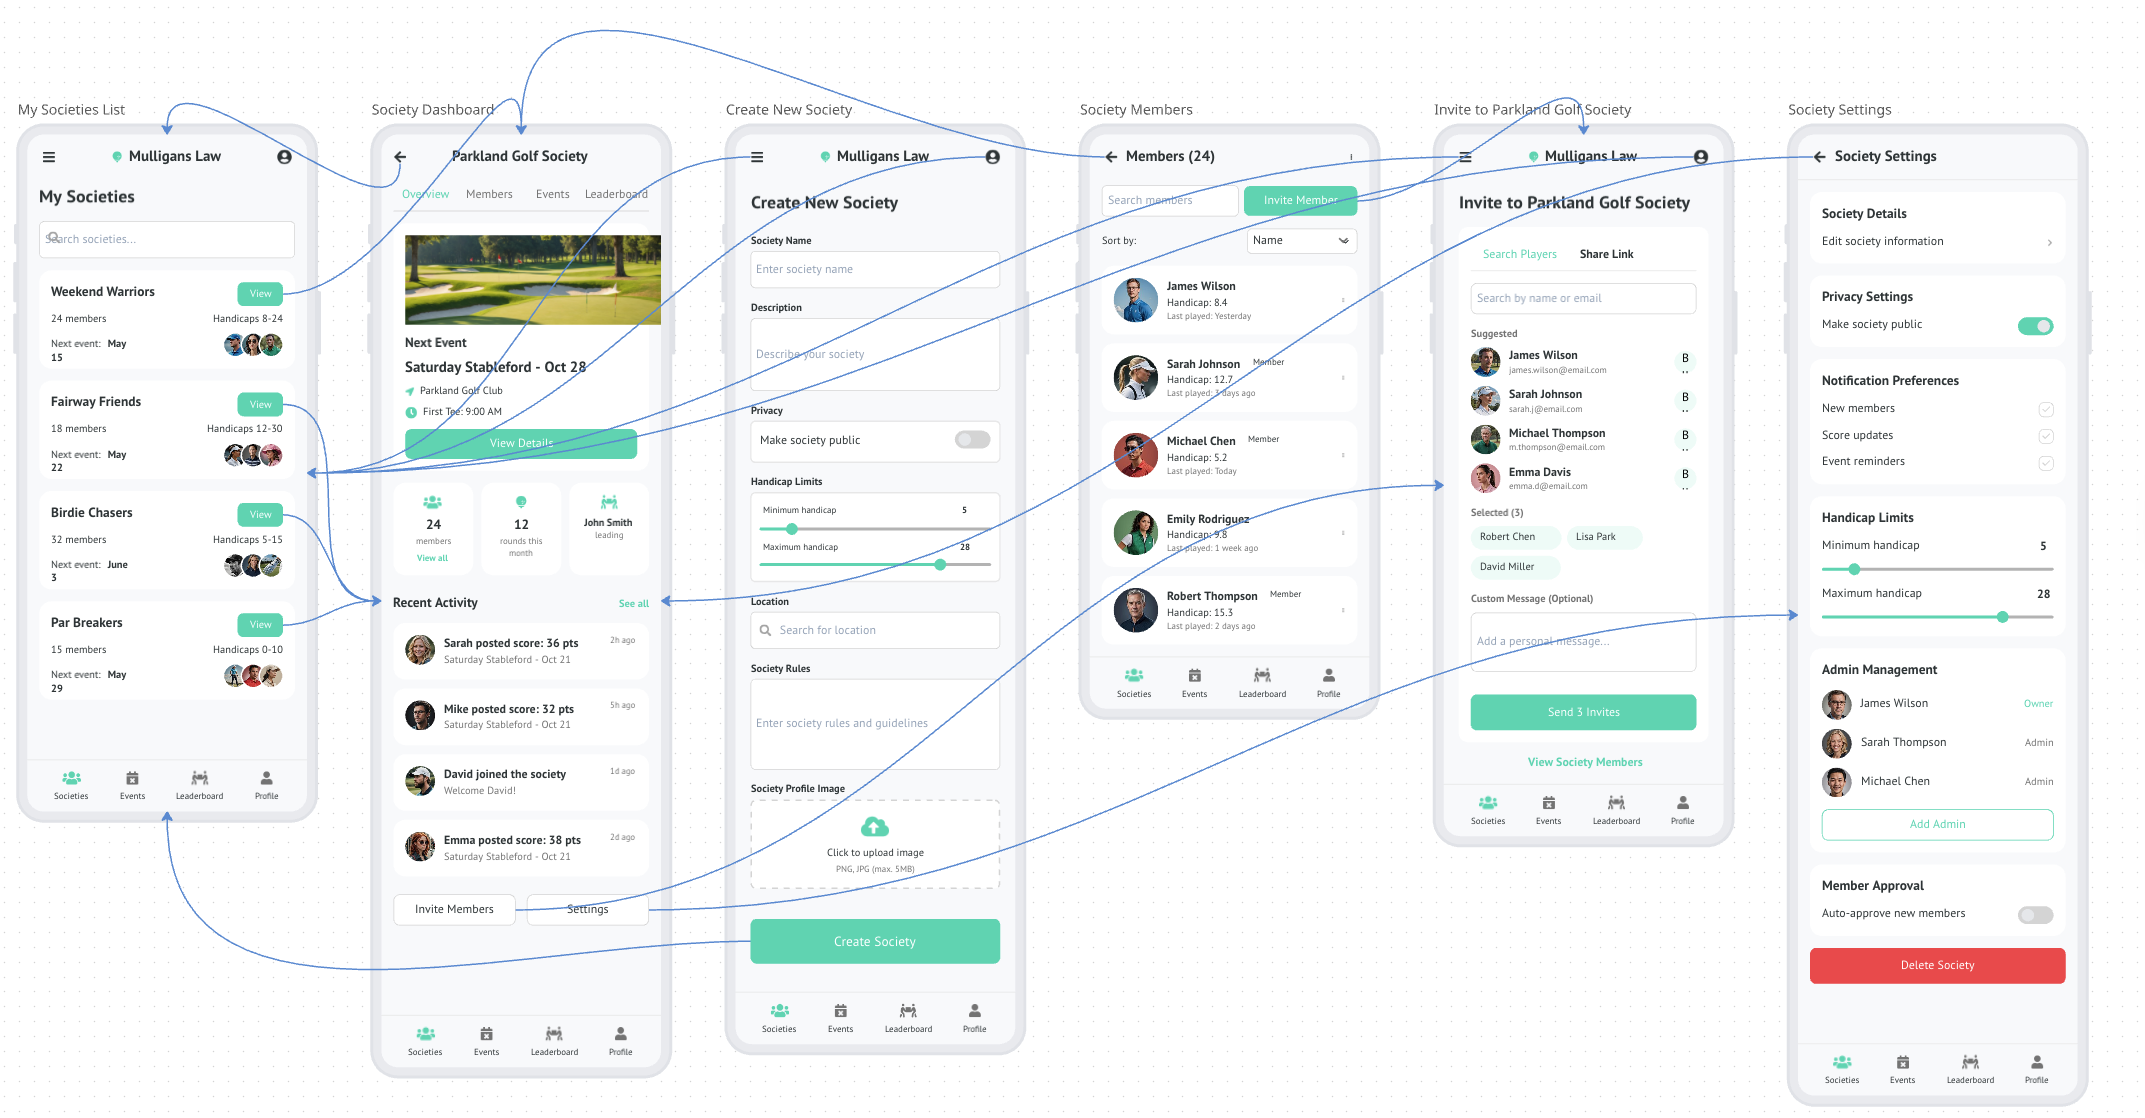 My Societies List
Mulligans Law
My Societies
Search societies...
Weekend Warriors
View
24 members
Handicaps 8-24
Next event: May
15
Fairway Friends
View
18 members
Handicaps 12-30
Next event: May
22
Birdie Chasers
View
32 members
Handicaps 5-15
Next event: June
3
Par Breakers
View
15 members
Handicaps 0-10
Next event: May
29
Societies Events Leaderboard Profile
Society Dashboard
Parkland Golf Society
Overview Members Events Leaderboard
Next Event
Saturday Stableford - Oct 28
Parkland Golf Club
First Tee: 9:00 AM
View Details
24
members
View all
12
rounds this
month
John Smith
leading
Recent Activity
See all
Sarah posted score: 36 pts
2h ago
Saturday Stableford - Oct 21
Mike posted score: 32 pts
5h ago
Saturday Stableford - Oct 21
David joined the society
1d ago
Welcome David!
Emma posted score: 38 pts
2d ago
Saturday Stableford - Oct 21
Invite Members
Settings
Societies Events Leaderboard Profile
Create New Society
Mulligans Law
Create New Society
Society Name
Enter society name
Description
Describe your society
Privacy
Make society public
Handicap Limits
Minimum handicap 5
Maximum handicap 28
Location
Search for location
Society Rules
Enter society rules and guidelines
Society Profile Image
Click to upload image
PNG, JPG (max. 5MB)
Create Society
Societies Events Leaderboard Profile
Society Members
Members (24)
Search members
Invite Member
Sort by:
Name
James Wilson
Handicap: 8.4
Last played: Yesterday
Sarah Johnson Member
Handicap: 12.7
Last played: 3 days ago
Michael Chen Member
Handicap: 5.2
Last played: Today
Emily Rodriguez
Handicap: 9.8
Last played: 1 week ago
Robert Thompson Member
Handicap: 15.3
Last played: 2 days ago
Societies Events Leaderboard Profile
Invite to Parkland Golf Society
Mulligans Law
Invite to Parkland Golf Society
Search Players Share Link
Search by name or email
Suggested
James Wilson
james.wilson@email.com
B
..
Sarah Johnson
sarah.j@email.com
B
..
Michael Thompson
m.thompson@email.com
B
..
Emma Davis
emma.d@email.com
B
..
Selected (3)
Robert Chen Lisa Park
David Miller
Custom Message (Optional)
Add a personal message...
Send 3 Invites
View Society Members
Societies Events Leaderboard Profile
Society Settings
Society Settings
Society Details
Edit society information
Privacy Settings
Make society public
Notification Preferences
New members
Score updates
Event reminders
Handicap Limits
Minimum handicap 5
Maximum handicap 28
Admin Management
James Wilson Owner
Sarah Thompson Admin
Michael Chen Admin
Add Admin
Member Approval
Auto-approve new members
Delete Society
Societies Events Leaderboard Profile